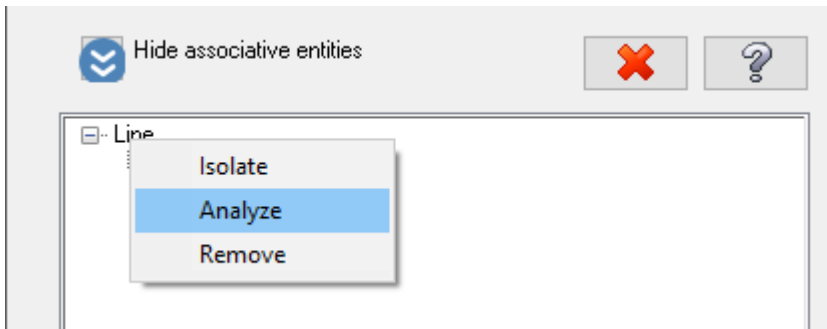 Hide associative entities
Line
Isolate
Analyze
Remove